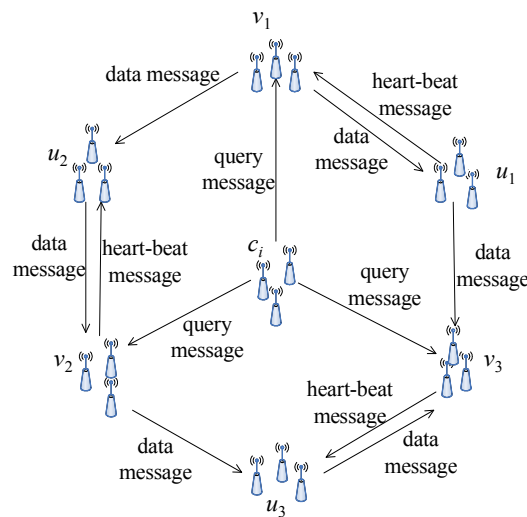 v1
data message
heart-beat
message
data
message
u2
query
message
u1
data
message
heart-beat
message
ci
data
message
query
message
query
message
v2
v3
heart-beat
message
data
message
data
message
u3